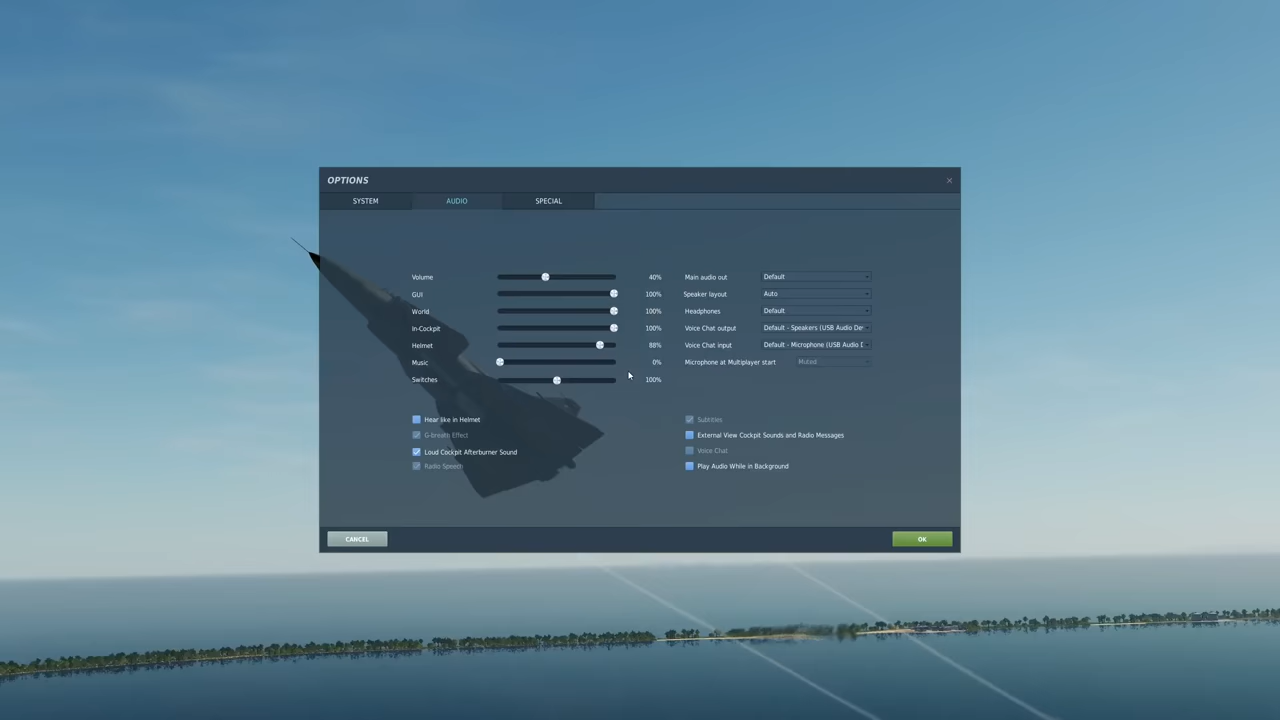 OPTIONS
SYSTEM AUDIO SPECIAL
Volume 40% Main audio out Default
GUI 100% Speaker layout Auto
World 100% Headphones Default
In-Cockpit 100% Voice Chat output Default - Speakers (USB Audio De
Helmet 88% Voice Chat input Default - Microphone (USB Audio D
Music 0% Microphone at Multiplayer start Muted
Switches 100%
Hear like in Helmet Subtitles
G-breath Effect External View Cockpit Sounds and Radio Messages
Loud Cockpit Afterburner Sound Voice Chat
Radio Speech Play Audio While in Background
CANCEL OK